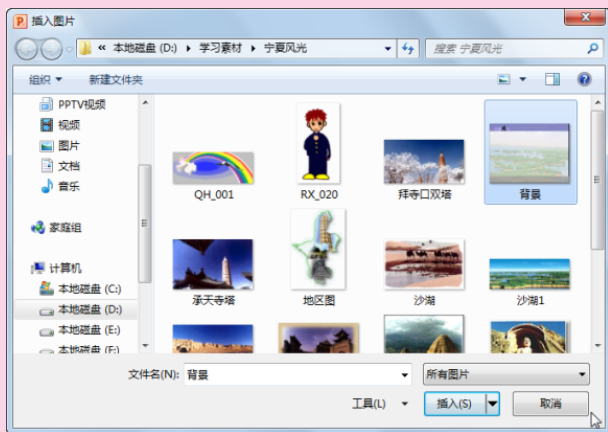 插入图片
« 本地磁盘 (D:) ▸ 学习素材 ▸ 宁夏风光
搜索 宁夏风光
组织 新建文件夹
PPTV视频
视频
图片
文档
音乐
家庭组
计算机
本地磁盘 (C:)
本地磁盘 (D:)
本地磁盘 (E:)
本地磁盘 (F:)
QH_001
RX_020
拜寺口双塔
背景
承天寺塔
地区图
沙湖
沙湖1
文件名(N): 背景
所有图片
工具(L) 插入(S) 取消